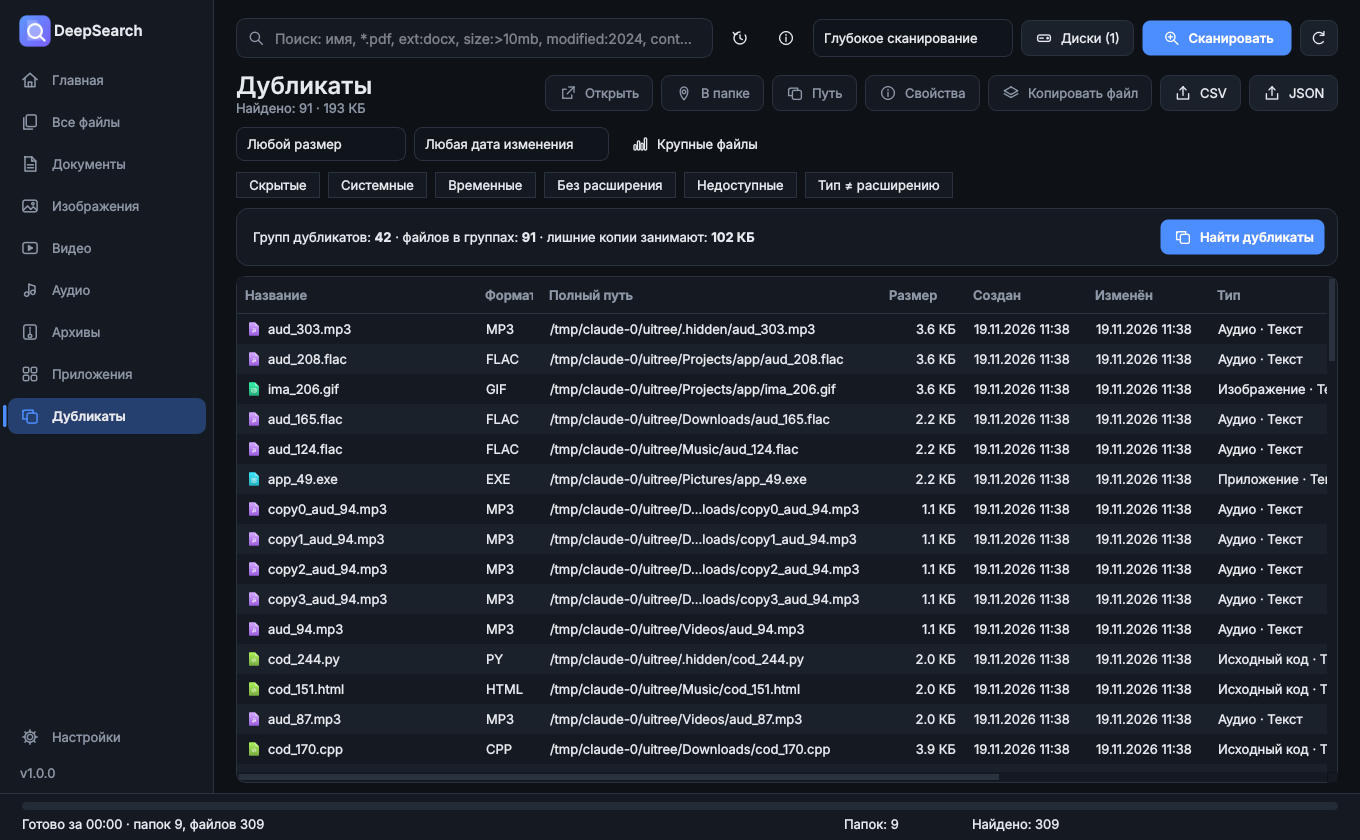 DeepSearch
Поиск: имя, *.pdf, ext:docx, size:>10mb, modified:2024, cont...
Глубокое сканирование
Диски (1)
Сканировать
Главная
Все файлы
Документы
Изображения
Видео
Аудио
Архивы
Приложения
Дубликаты
Настройки
v1.0.0
Дубликаты
Найдено: 91 · 193 КБ
Открыть
В папке
Путь
Свойства
Копировать файл
CSV
JSON
Любой размер
Любая дата изменения
Крупные файлы
Скрытые
Системные
Временные
Без расширения
Недоступные
Тип ≠ расширению
Групп дубликатов: 42 · файлов в группах: 91 · лишние копии занимают: 102 КБ
Найти дубликаты
Название Формат Полный путь Размер Создан Изменён Тип
aud_303.mp3 MP3 /tmp/claude-0/uitree/.hidden/aud_303.mp3 3.6 КБ 19.11.2026 11:38 19.11.2026 11:38 Аудио · Текст
aud_208.flac FLAC /tmp/claude-0/uitree/Projects/app/aud_208.flac 3.6 КБ 19.11.2026 11:38 19.11.2026 11:38 Аудио · Текст
ima_206.gif GIF /tmp/claude-0/uitree/Projects/app/ima_206.gif 3.6 КБ 19.11.2026 11:38 19.11.2026 11:38 Изображение · Те
aud_165.flac FLAC /tmp/claude-0/uitree/Downloads/aud_165.flac 2.2 КБ 19.11.2026 11:38 19.11.2026 11:38 Аудио · Текст
aud_124.flac FLAC /tmp/claude-0/uitree/Music/aud_124.flac 2.2 КБ 19.11.2026 11:38 19.11.2026 11:38 Аудио · Текст
app_49.exe EXE /tmp/claude-0/uitree/Pictures/app_49.exe 2.2 КБ 19.11.2026 11:38 19.11.2026 11:38 Приложение · Те
copy0_aud_94.mp3 MP3 /tmp/claude-0/uitree/D...loads/copy0_aud_94.mp3 1.1 КБ 19.11.2026 11:38 19.11.2026 11:38 Аудио · Текст
copy1_aud_94.mp3 MP3 /tmp/claude-0/uitree/D...loads/copy1_aud_94.mp3 1.1 КБ 19.11.2026 11:38 19.11.2026 11:38 Аудио · Текст
copy2_aud_94.mp3 MP3 /tmp/claude-0/uitree/D...loads/copy2_aud_94.mp3 1.1 КБ 19.11.2026 11:38 19.11.2026 11:38 Аудио · Текст
copy3_aud_94.mp3 MP3 /tmp/claude-0/uitree/D...loads/copy3_aud_94.mp3 1.1 КБ 19.11.2026 11:38 19.11.2026 11:38 Аудио · Текст
aud_94.mp3 MP3 /tmp/claude-0/uitree/Videos/aud_94.mp3 1.1 КБ 19.11.2026 11:38 19.11.2026 11:38 Аудио · Текст
cod_244.py PY /tmp/claude-0/uitree/.hidden/cod_244.py 2.0 КБ 19.11.2026 11:38 19.11.2026 11:38 Исходный код · Т
cod_151.html HTML /tmp/claude-0/uitree/Music/cod_151.html 2.0 КБ 19.11.2026 11:38 19.11.2026 11:38 Исходный код · Т
aud_87.mp3 MP3 /tmp/claude-0/uitree/Videos/aud_87.mp3 2.0 КБ 19.11.2026 11:38 19.11.2026 11:38 Аудио · Текст
cod_170.cpp CPP /tmp/claude-0/uitree/Downloads/cod_170.cpp 3.9 КБ 19.11.2026 11:38 19.11.2026 11:38 Исходный код · Т
Готово за 00:00 · папок 9, файлов 309
Папок: 9
Найдено: 309